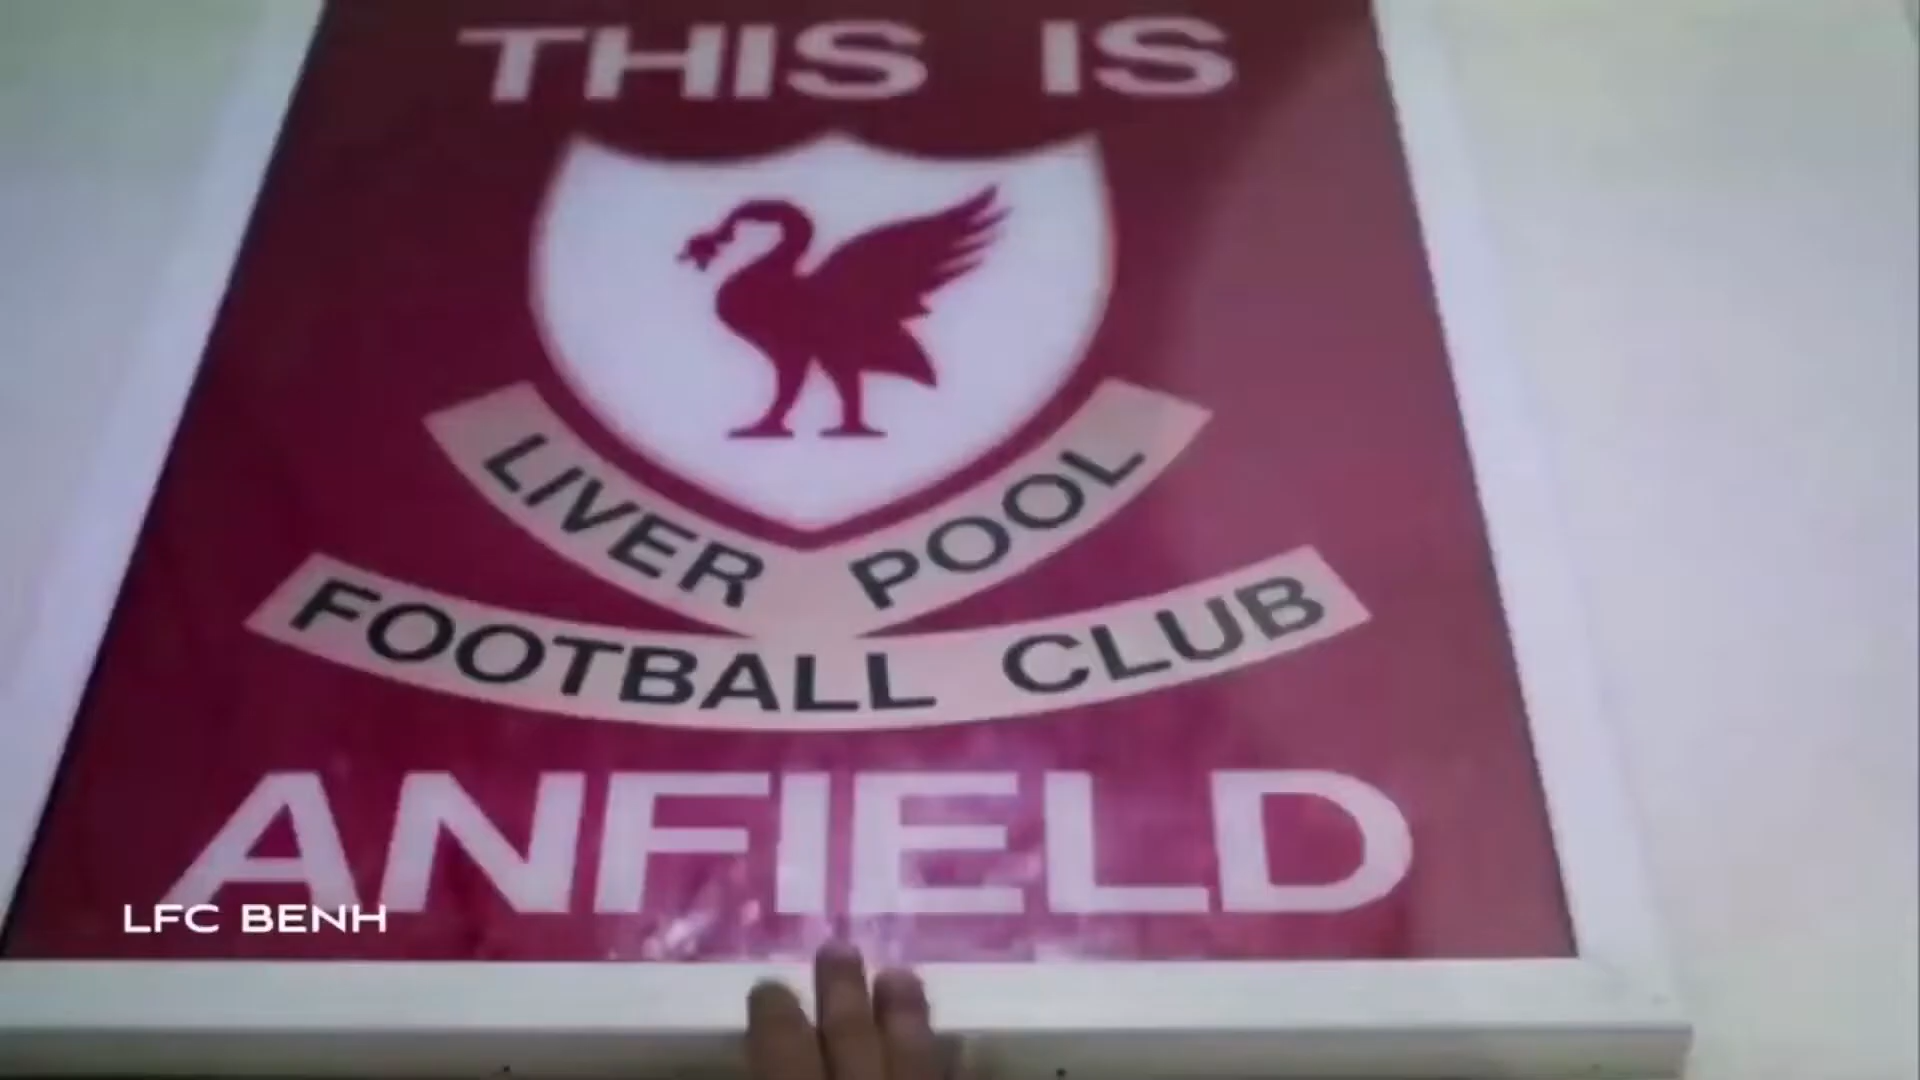 THIS IS
LIVER POOL
FOOTBALL CLUB
ANFIELD
LFC BENH